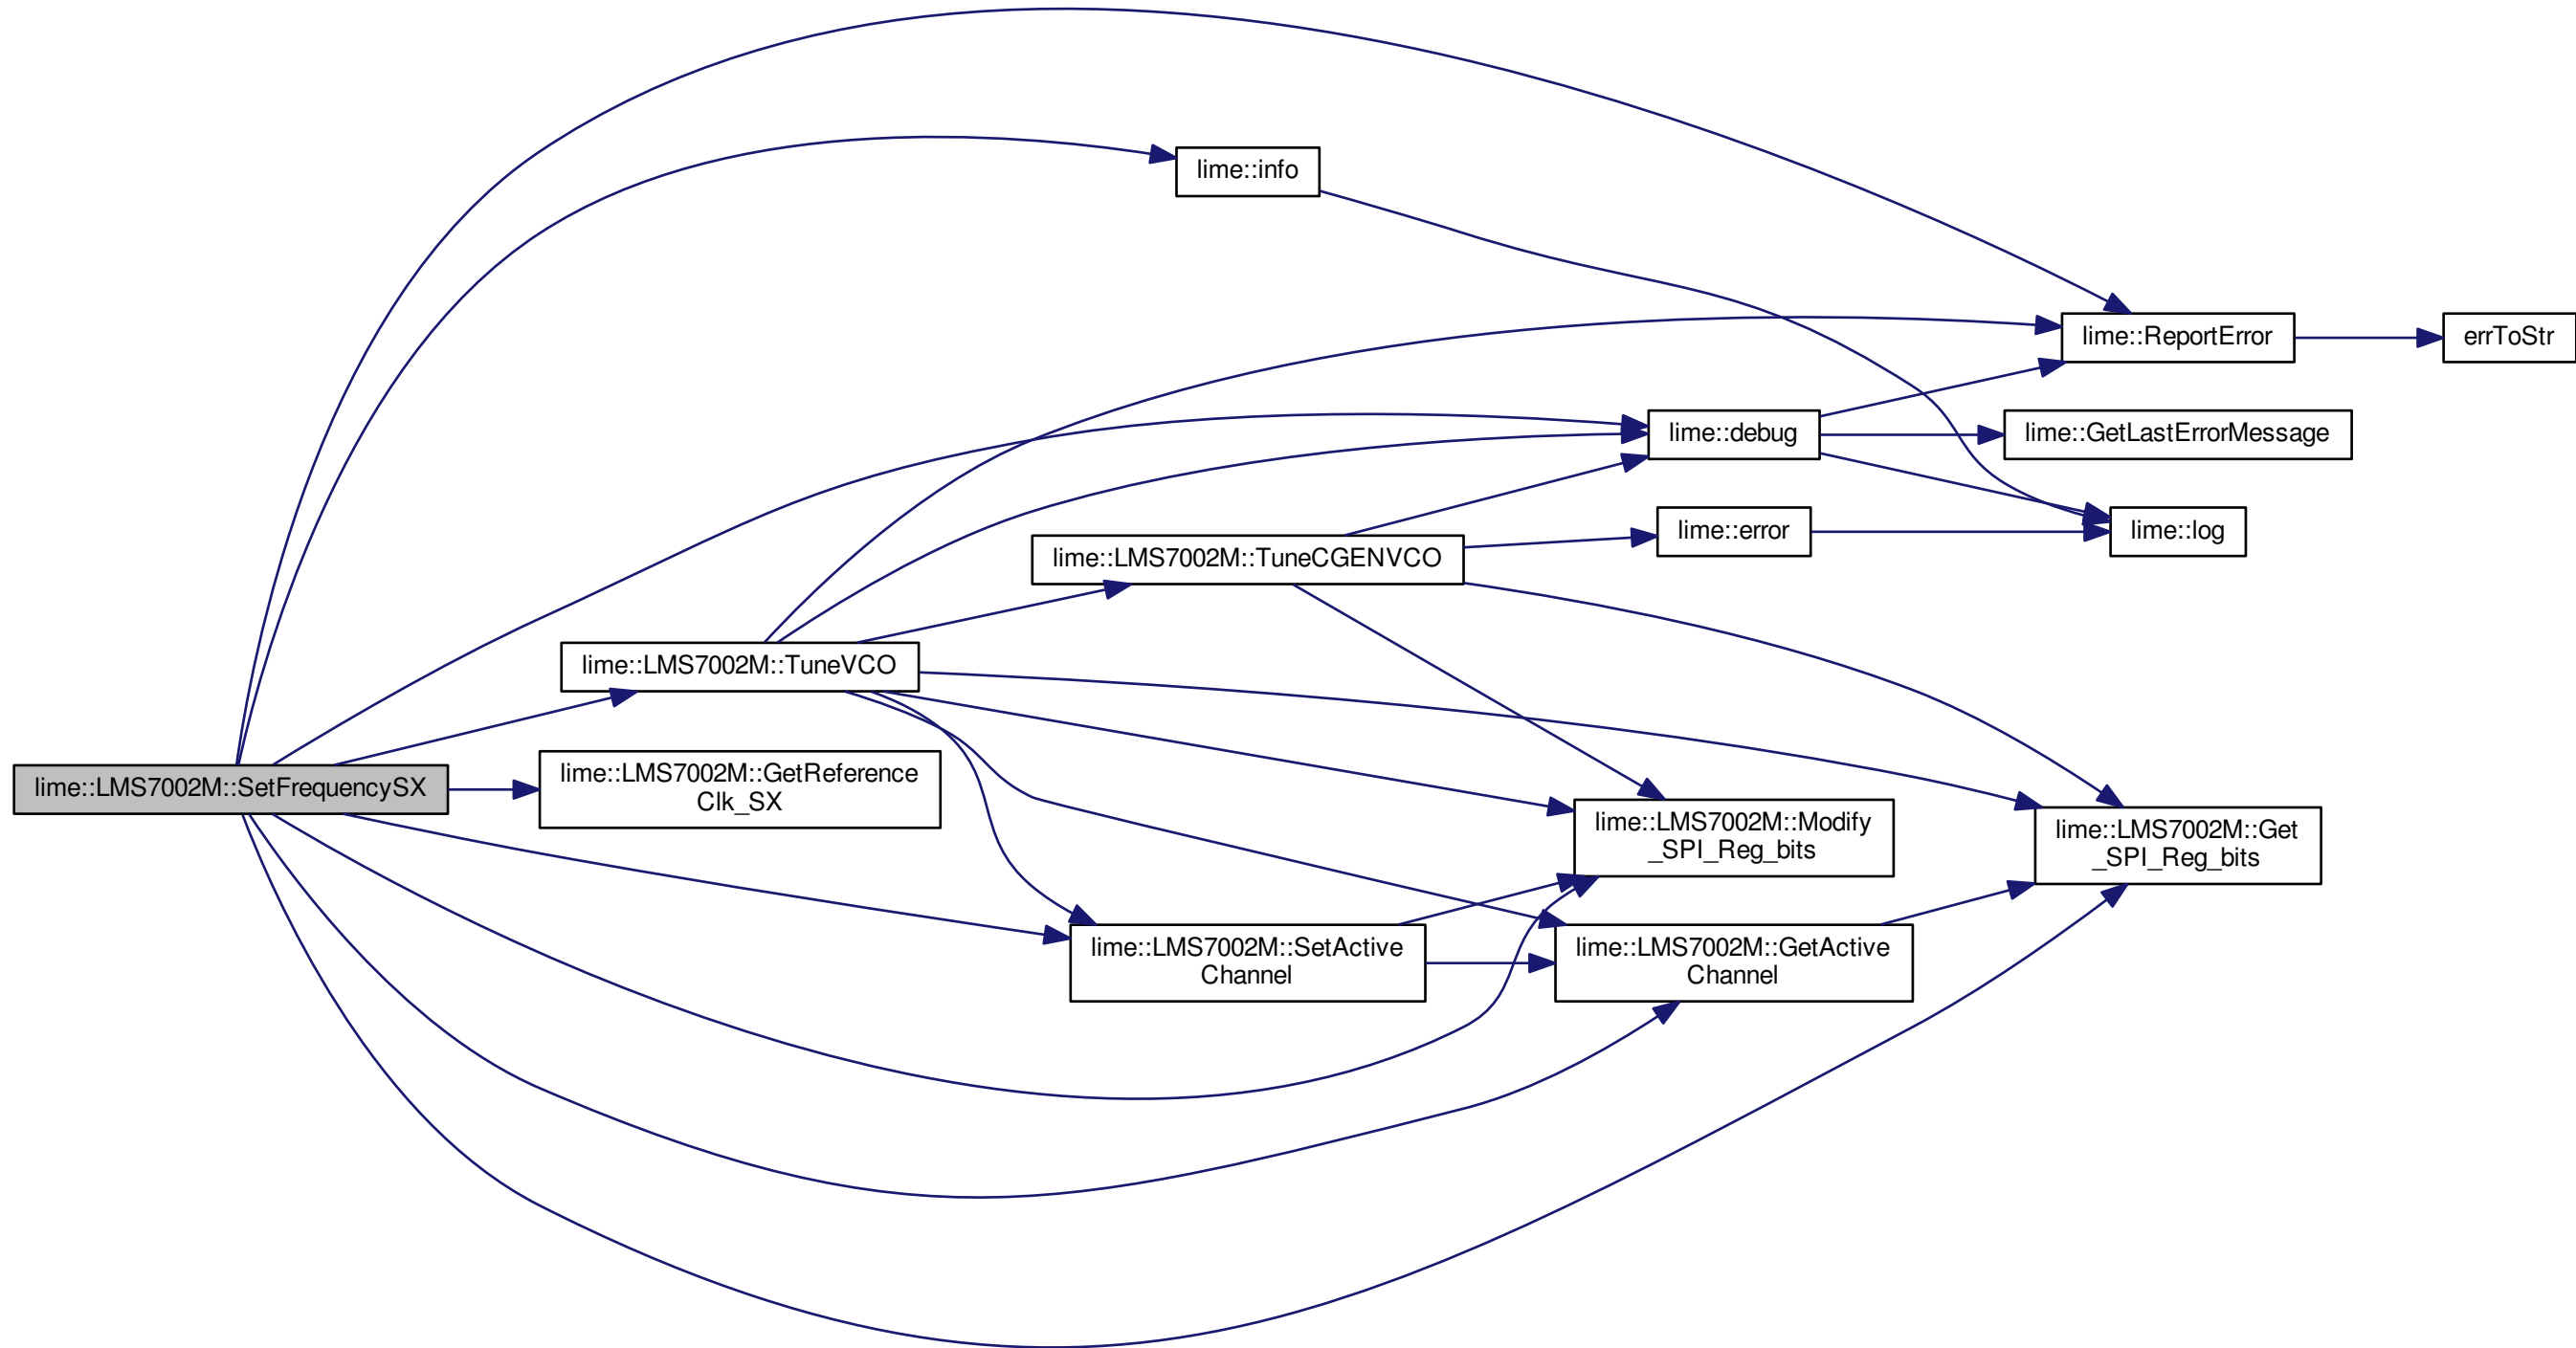 lime::info
lime::ReportError
errToStr
lime::debug
lime::GetLastErrorMessage
lime::error
lime::log
lime::LMS7002M::TuneCGENVCO
lime::LMS7002M::TuneVCO
lime::LMS7002M::SetFrequencySX
lime::LMS7002M::GetReference
Clk_SX
lime::LMS7002M::Modify
_SPI_Reg_bits
lime::LMS7002M::Get
_SPI_Reg_bits
lime::LMS7002M::SetActive
Channel
lime::LMS7002M::GetActive
Channel